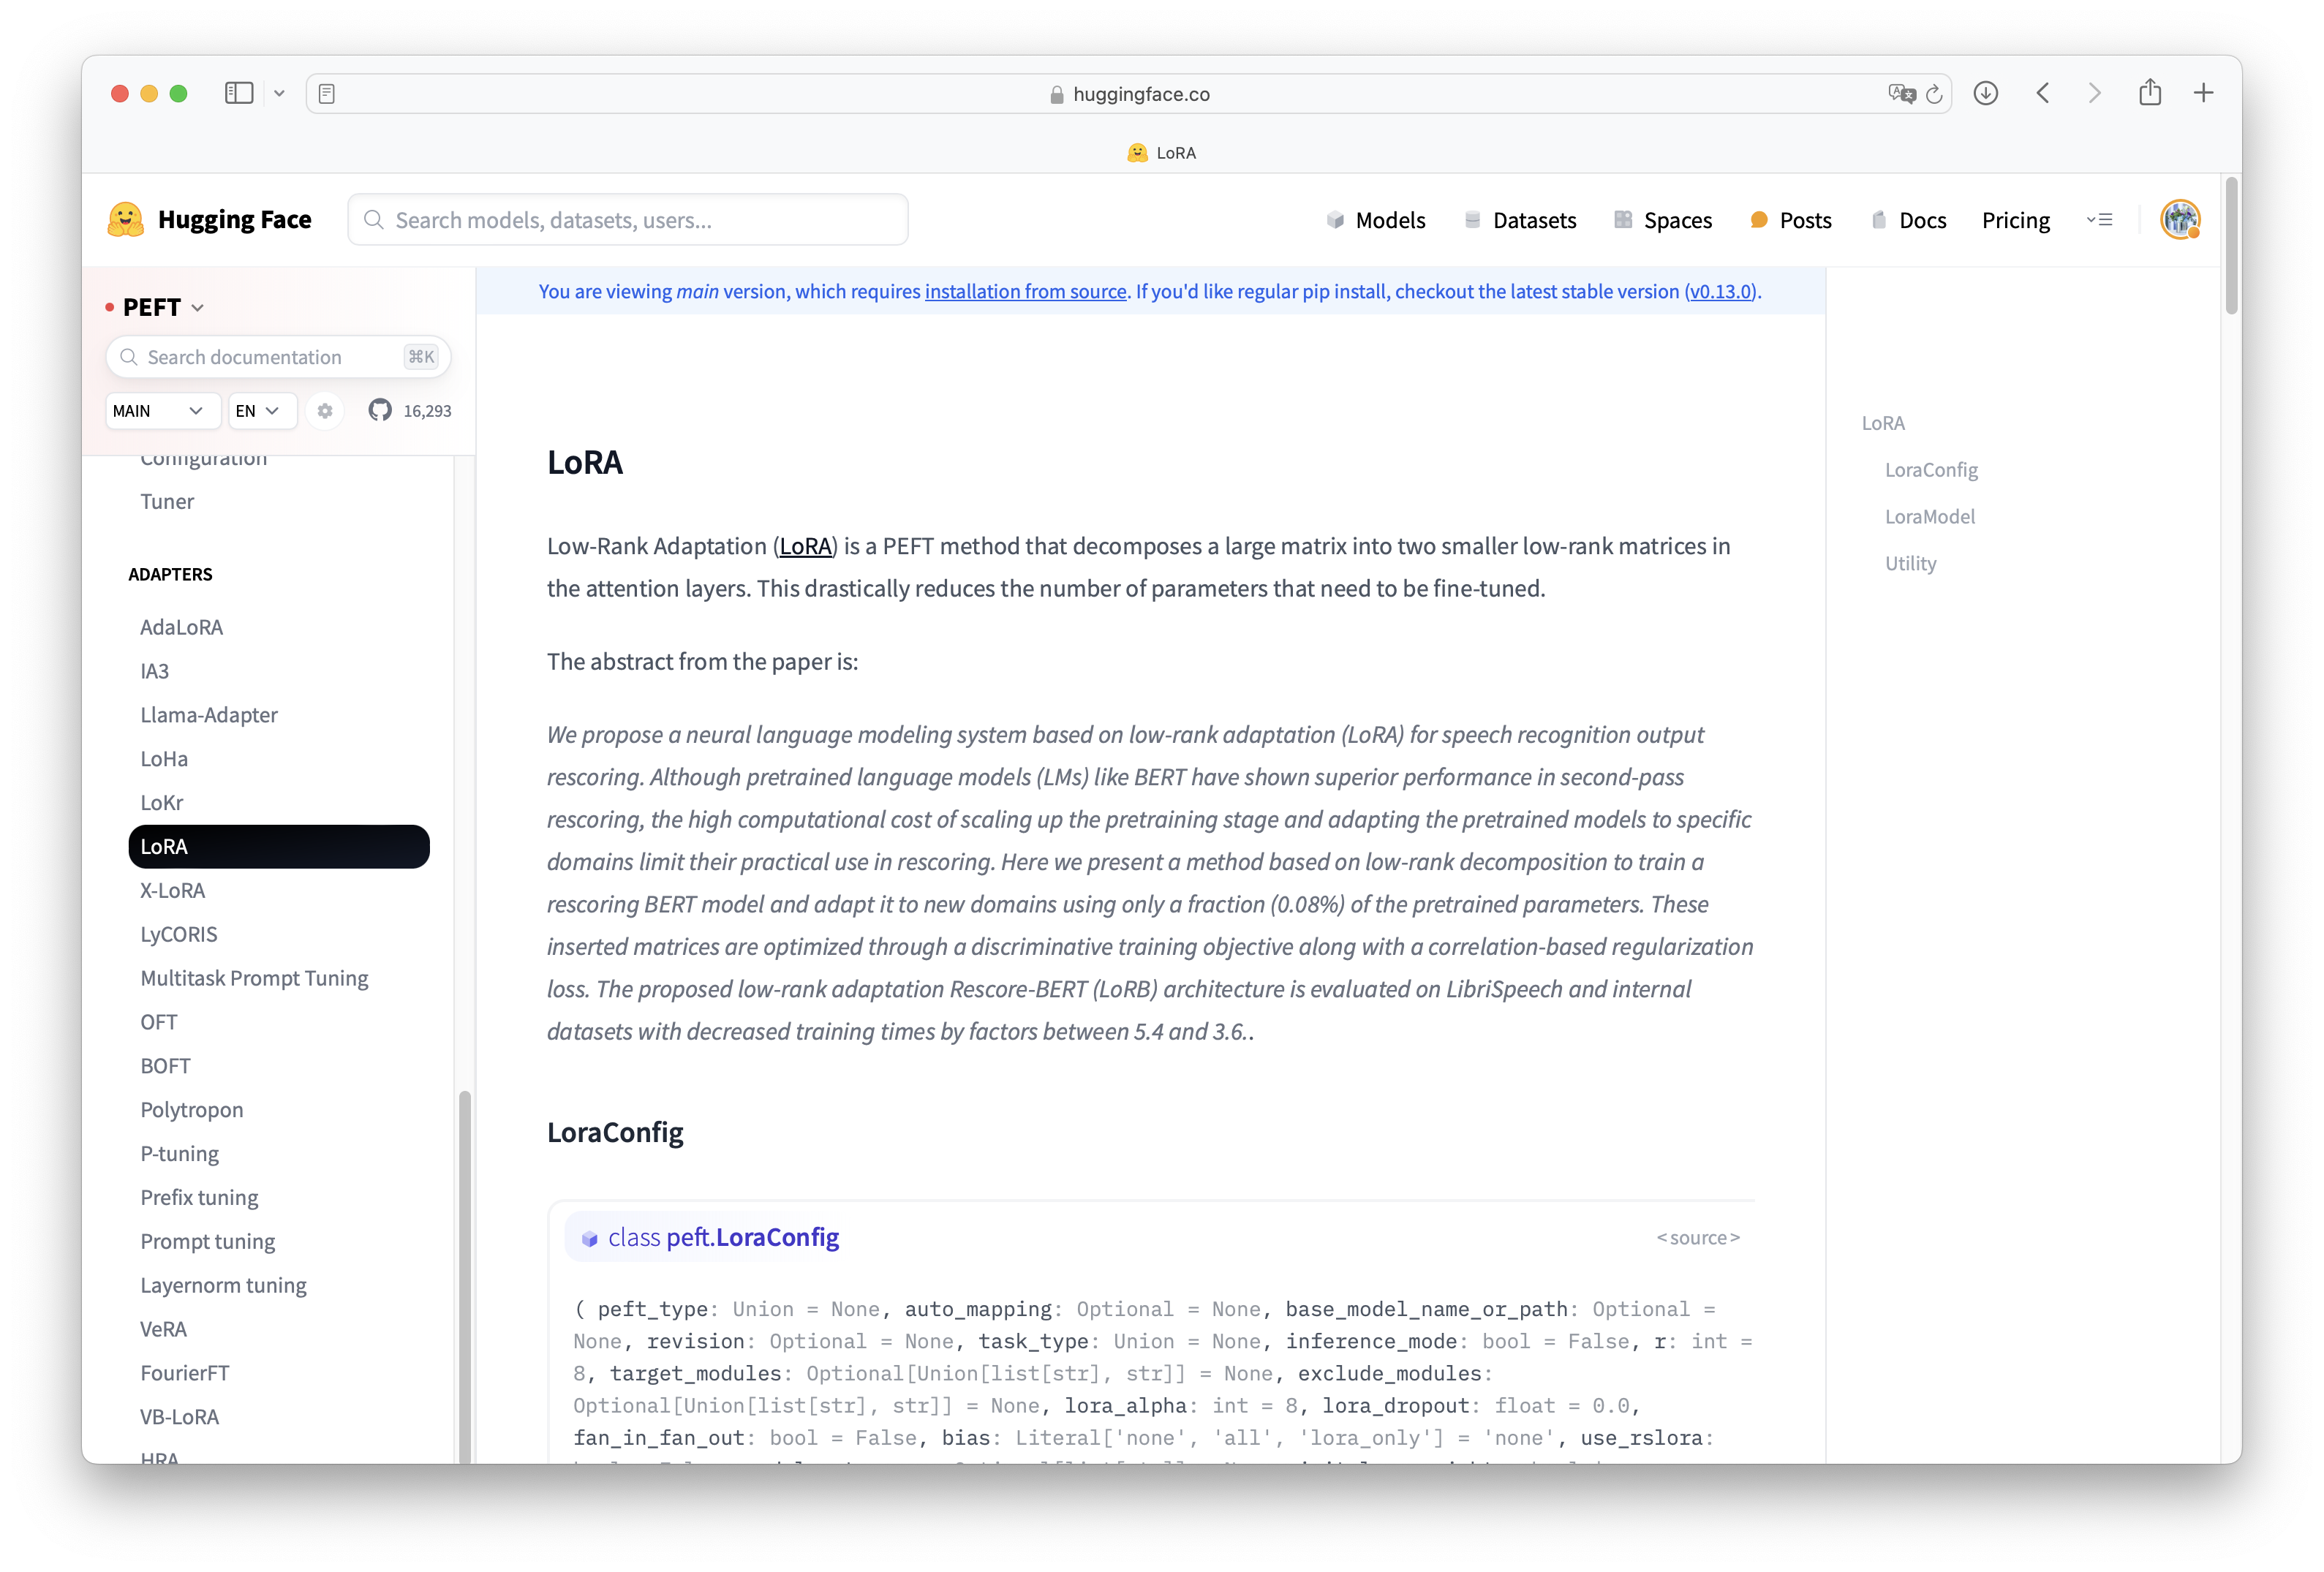 huggingface.co
LoRA
Hugging Face
Search models, datasets, users...
Models
Datasets
Spaces
Posts
Docs
Pricing
PEFT
Search documentation
⌘K
MAIN
EN
16,293
Configuration
Tuner
ADAPTERS
AdaLoRA
IA3
Llama-Adapter
LoHa
LoKr
LoRA
X-LoRA
LyCORIS
Multitask Prompt Tuning
OFT
BOFT
Polytropon
P-tuning
Prefix tuning
Prompt tuning
Layernorm tuning
VeRA
FourierFT
VB-LoRA
HRA
You are viewing main version, which requires installation from source. If you'd like regular pip install, checkout the latest stable version (v0.13.0).
LoRA
Low-Rank Adaptation (LoRA) is a PEFT method that decomposes a large matrix into two smaller low-rank matrices in
the attention layers. This drastically reduces the number of parameters that need to be fine-tuned.
The abstract from the paper is:
We propose a neural language modeling system based on low-rank adaptation (LoRA) for speech recognition output
rescoring. Although pretrained language models (LMs) like BERT have shown superior performance in second-pass
rescoring, the high computational cost of scaling up the pretraining stage and adapting the pretrained models to specific
domains limit their practical use in rescoring. Here we present a method based on low-rank decomposition to train a
rescoring BERT model and adapt it to new domains using only a fraction (0.08%) of the pretrained parameters. These
inserted matrices are optimized through a discriminative training objective along with a correlation-based regularization
loss. The proposed low-rank adaptation Rescore-BERT (LoRB) architecture is evaluated on LibriSpeech and internal
datasets with decreased training times by factors between 5.4 and 3.6..
LoraConfig
class peft.LoraConfig
<source>
( peft_type: Union = None, auto_mapping: Optional = None, base_model_name_or_path: Optional =
None, revision: Optional = None, task_type: Union = None, inference_mode: bool = False, r: int =
8, target_modules: Optional[Union[list[str], str]] = None, exclude_modules:
Optional[Union[list[str], str]] = None, lora_alpha: int = 8, lora_dropout: float = 0.0,
fan_in_fan_out: bool = False, bias: Literal['none', 'all', 'lora_only'] = 'none', use_rslora:
LoRA
LoraConfig
LoraModel
Utility